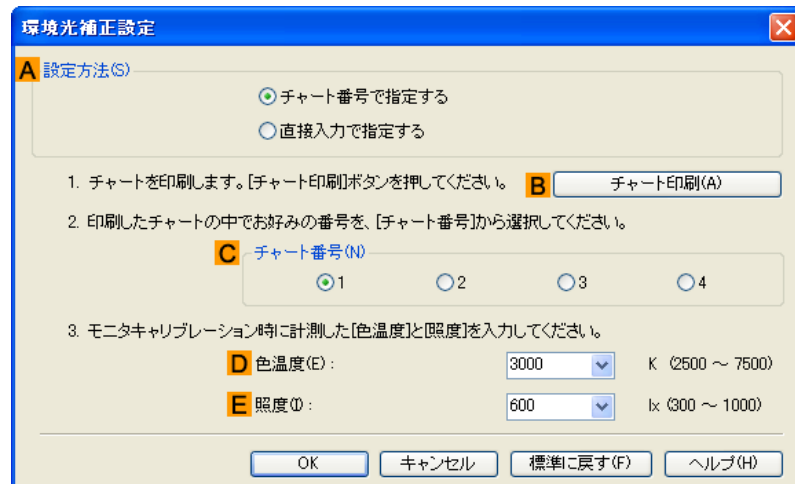 環境光補正設定
A 設定方法(S)
チャート番号で指定する
直接入力で指定する
1. チャートを印刷します。[チャート印刷]ボタンを押してください。 B チャート印刷(A)
2. 印刷したチャートの中でお好みの番号を、[チャート番号]から選択してください。
C チャート番号(N)
1 2 3 4
3. モニタキャリブレーション時に計測した[色温度]と[照度]を入力してください。
D 色温度(E): 3000 K (2500 ~ 7500)
E 照度(I): 600 lx (300 ~ 1000)
OK キャンセル 標準に戻す(F) ヘルプ(H)